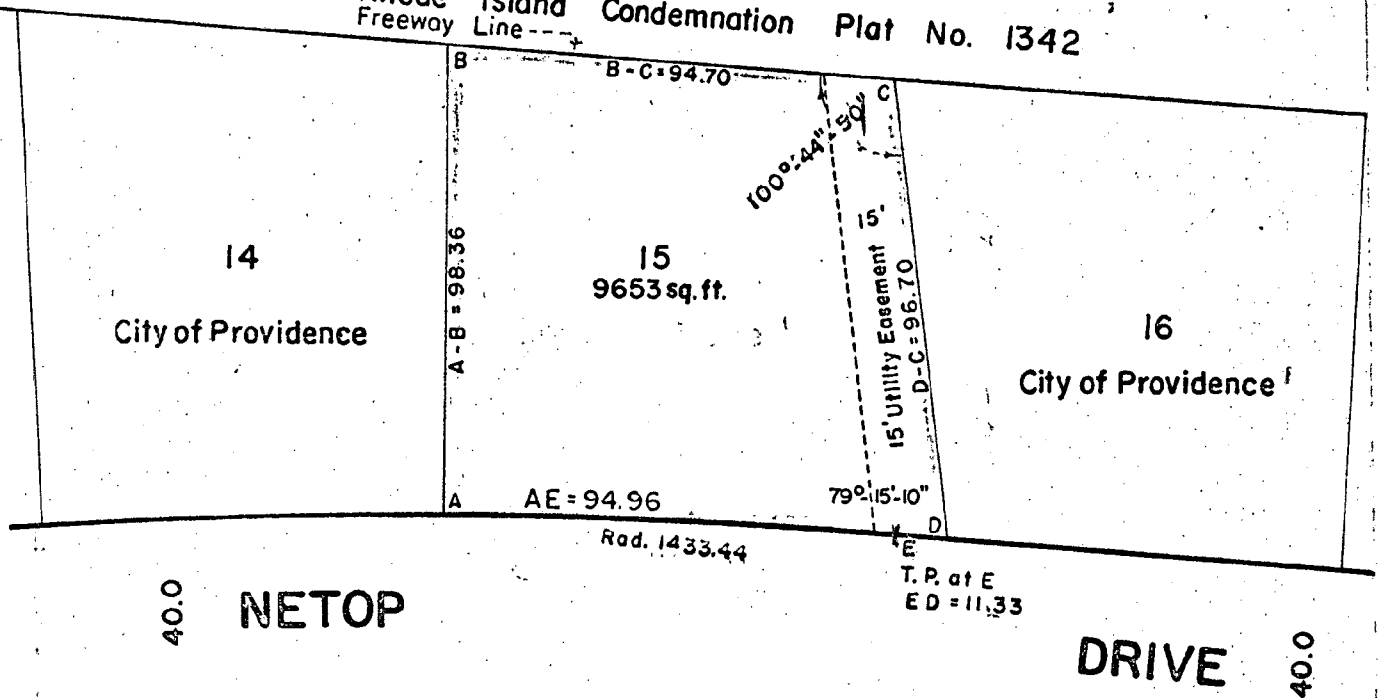 Island Condemnation Plat No. 1342
Freeway Line
B
B-C=94.70
C
100°-44"-50"
A-B = 98.36
14
City of Providence
15
9653 sq. ft.
15'
15' Utility Easement
D-C = 96.70
16
City of Providence
A
AE = 94.96
79°-15'-10"
D
E
Rad. 1433.44
T.P. at E
ED = 11.33
40.0
NETOP
DRIVE
40.0